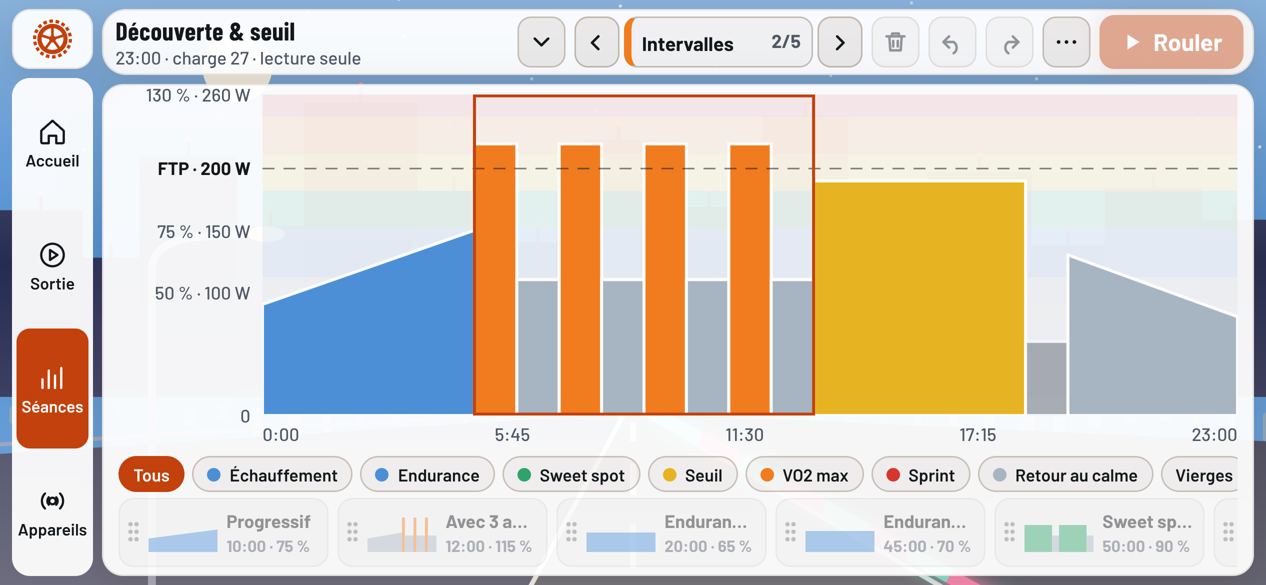 Découverte & seuil
23:00 · charge 27 · lecture seule
Intervalles 2/5
Rouler
Accueil
Sortie
Séances
Appareils
130 % · 260 W
FTP · 200 W
75 % · 150 W
50 % · 100 W
0
0:00 5:45 11:30 17:15 23:00
Tous Échauffement Endurance Sweet spot Seuil VO2 max Sprint Retour au calme Vierges
Progressif
10:00 · 75 %
Avec 3 a...
12:00 · 115 %
Enduran...
20:00 · 65 %
Enduran...
45:00 · 70 %
Sweet sp...
50:00 · 90 %